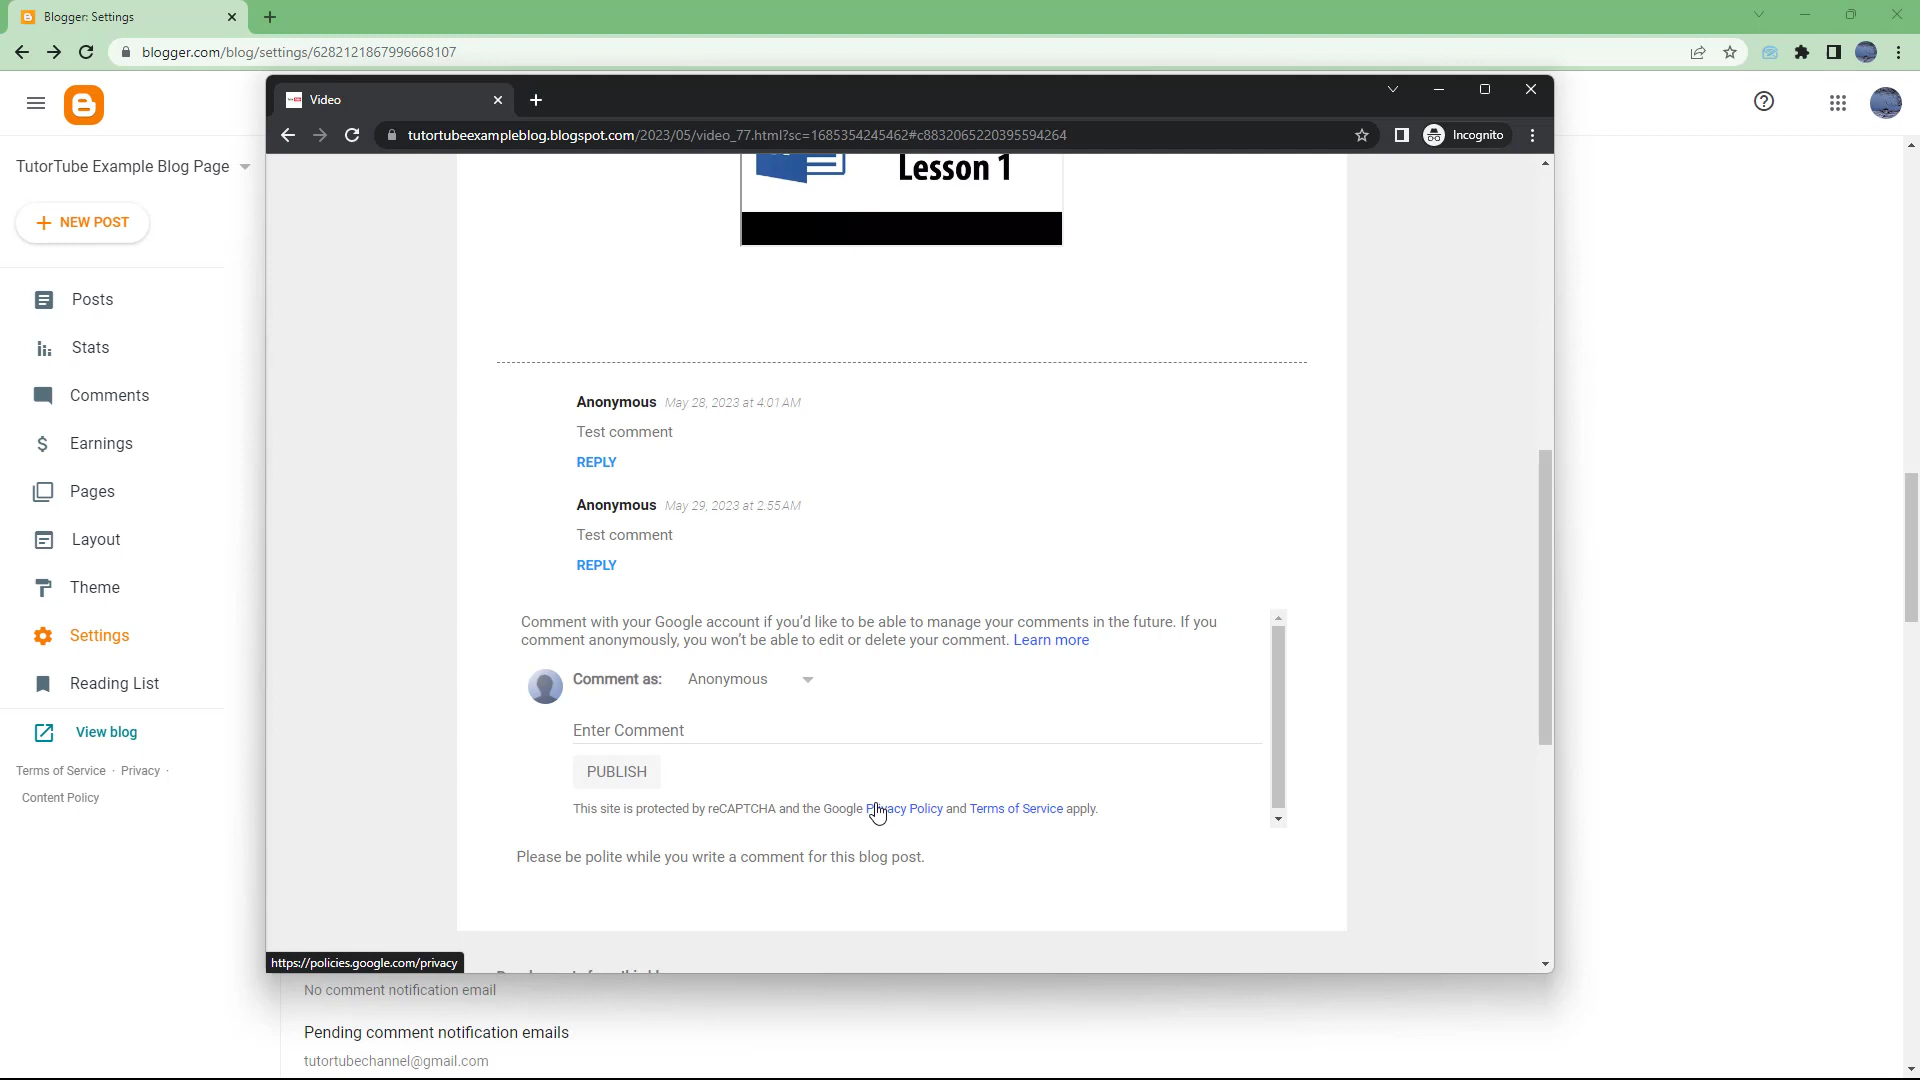 Blogger: Settings
blogger.com/blog/settings/6282121867996668107
TutorTube Example Blog Page
NEW POST
Posts
Stats
Comments
Earnings
Pages
Layout
Theme
Settings
Reading List
View blog
Terms of Service · Privacy ·
Content Policy
Video
tutortubeexampleblog.blogspot.com/2023/05/video_77.html?sc=1685354245462#c8832065220395594264
Incognito
Lesson 1
Anonymous May 28, 2023 at 4:01 AM
Test comment
REPLY
Anonymous May 29, 2023 at 2:55 AM
Test comment
REPLY
Comment with your Google account if you’d like to be able to manage your comments in the future. If you
comment anonymously, you won’t be able to edit or delete your comment. Learn more
Comment as: Anonymous
Enter Comment
PUBLISH
This site is protected by reCAPTCHA and the Google Privacy Policy and Terms of Service apply.
Please be polite while you write a comment for this blog post.
https://policies.google.com/privacy
No comment notification email
Pending comment notification emails
tutortubechannel@gmail.com